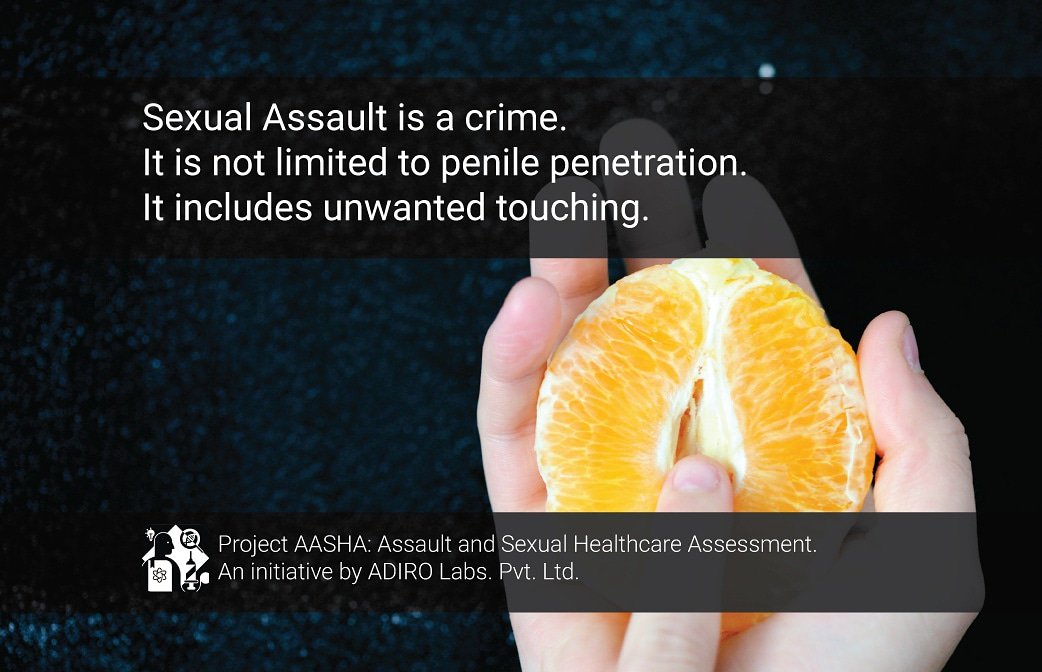 Sexual Assault is a crime.
It is not limited to penile penetration.
It includes unwanted touching.
Project AASHA: Assault and Sexual Healthcare Assessment.
An initiative by ADIRO Labs. Pvt. Ltd.